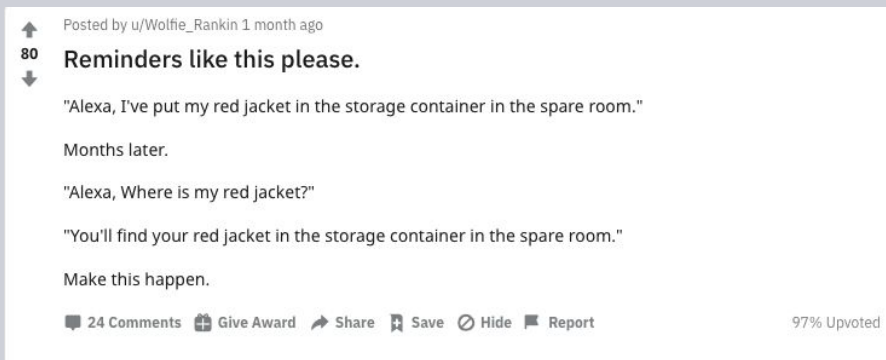 Posted by u/Wolfie_Rankin 1 month ago
80
Reminders like this please.
"Alexa, I've put my red jacket in the storage container in the spare room."
Months later.
"Alexa, Where is my red jacket?"
"You'll find your red jacket in the storage container in the spare room."
Make this happen.
24 Comments Give Award Share Save Hide Report 97% Upvoted